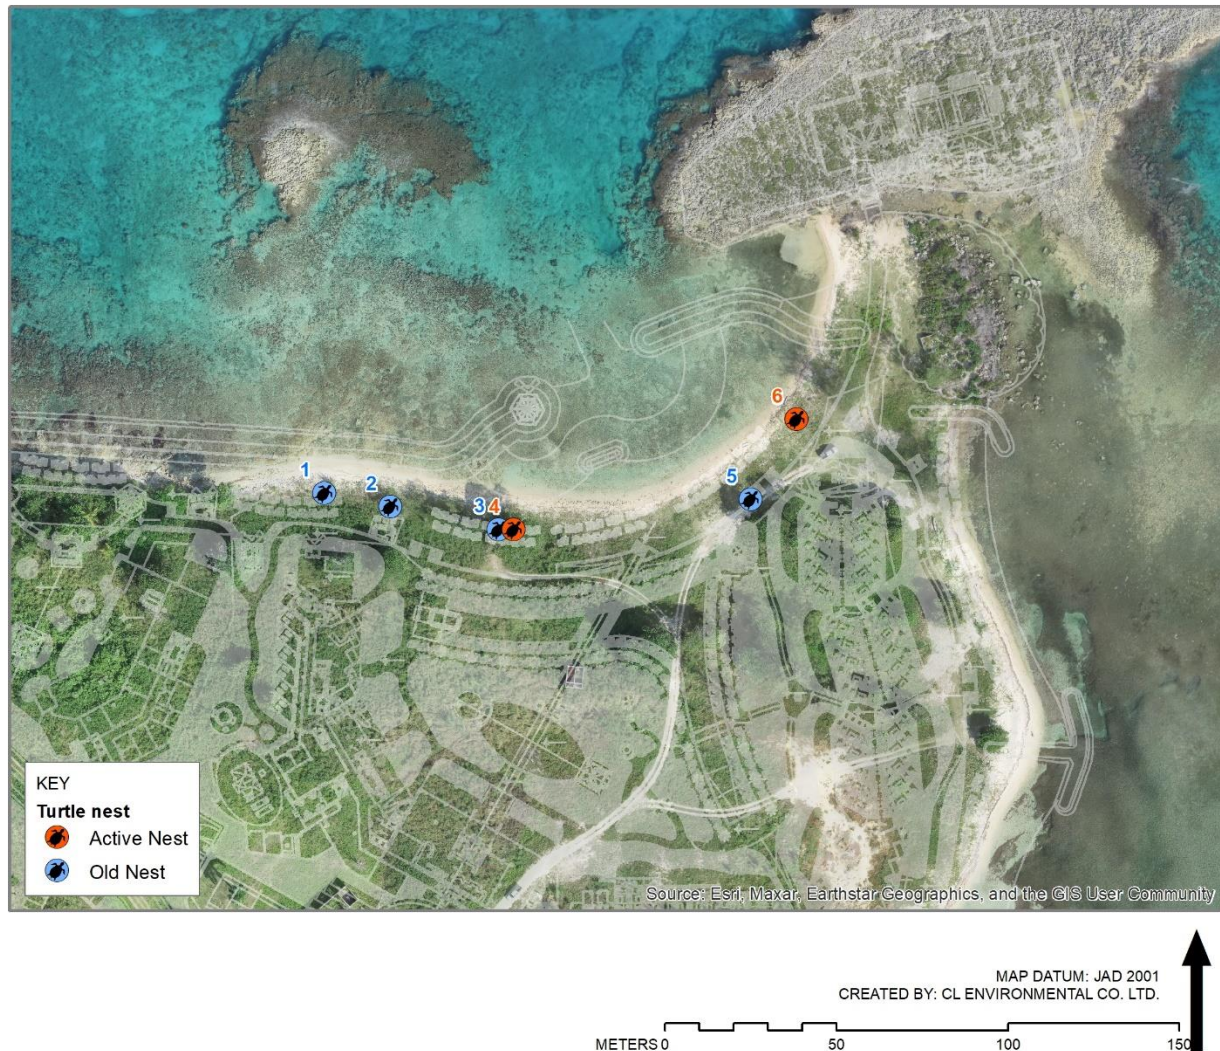 6
1
2
5
3 4
KEY
Turtle nest
Active Nest
Old Nest
Source: Esri, Maxar, Earthstar Geographics, and the GIS User Community
MAP DATUM: JAD 2001
CREATED BY: CL ENVIRONMENTAL CO. LTD.
METERS 0 50 100 150